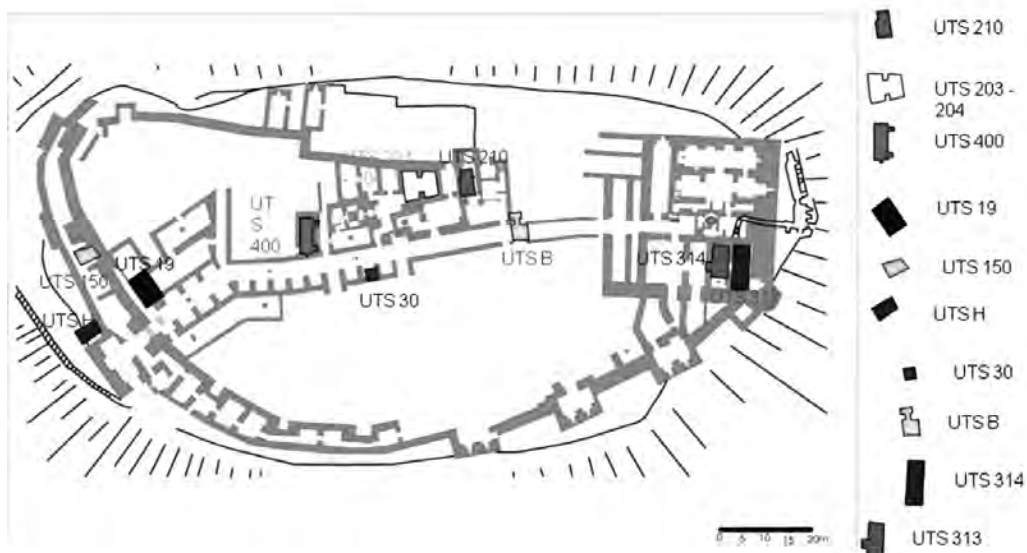 UTS 210
UT
S
400
UTS 150
UTS 19
UTS H
UTS 30
UTS B
UTS 314
0 5 10 15 20m
UTS 210
UTS 203 -
204
UTS 400
UTS 19
UTS 150
UTS H
UTS 30
UTS B
UTS 314
UTS 313